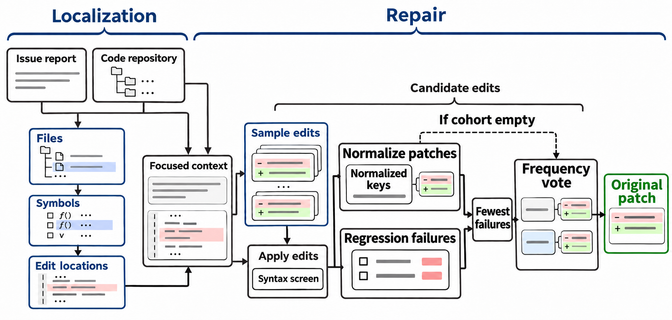 Localization
Repair
Issue report
Code repository
Files
Symbols
f() ...
f() ...
v ...
Edit locations
Focused context
Candidate edits
Sample edits
Apply edits
Syntax screen
If cohort empty
Normalize patches
Normalized
keys
Regression failures
Fewest
failures
Frequency
vote
Original
patch